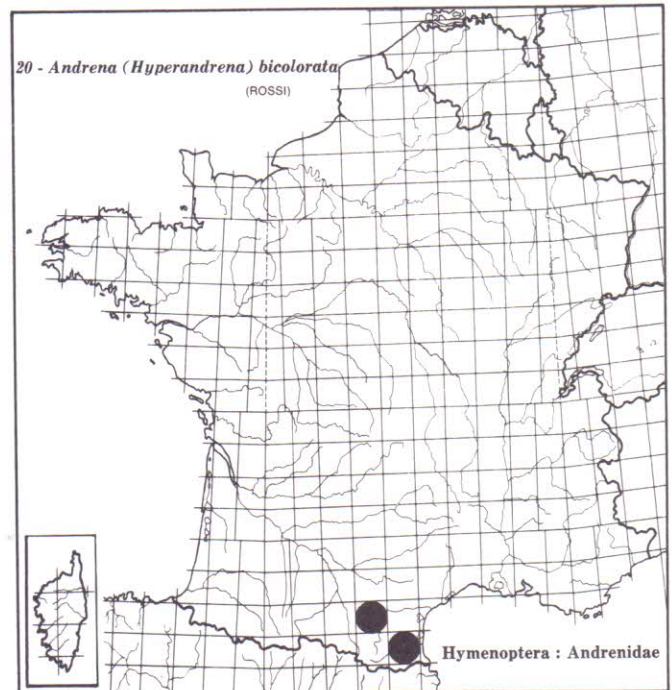 20 - Andrena (Hyperandrena) bicolorata
(ROSSI)
Hymenoptera : Andrenidae